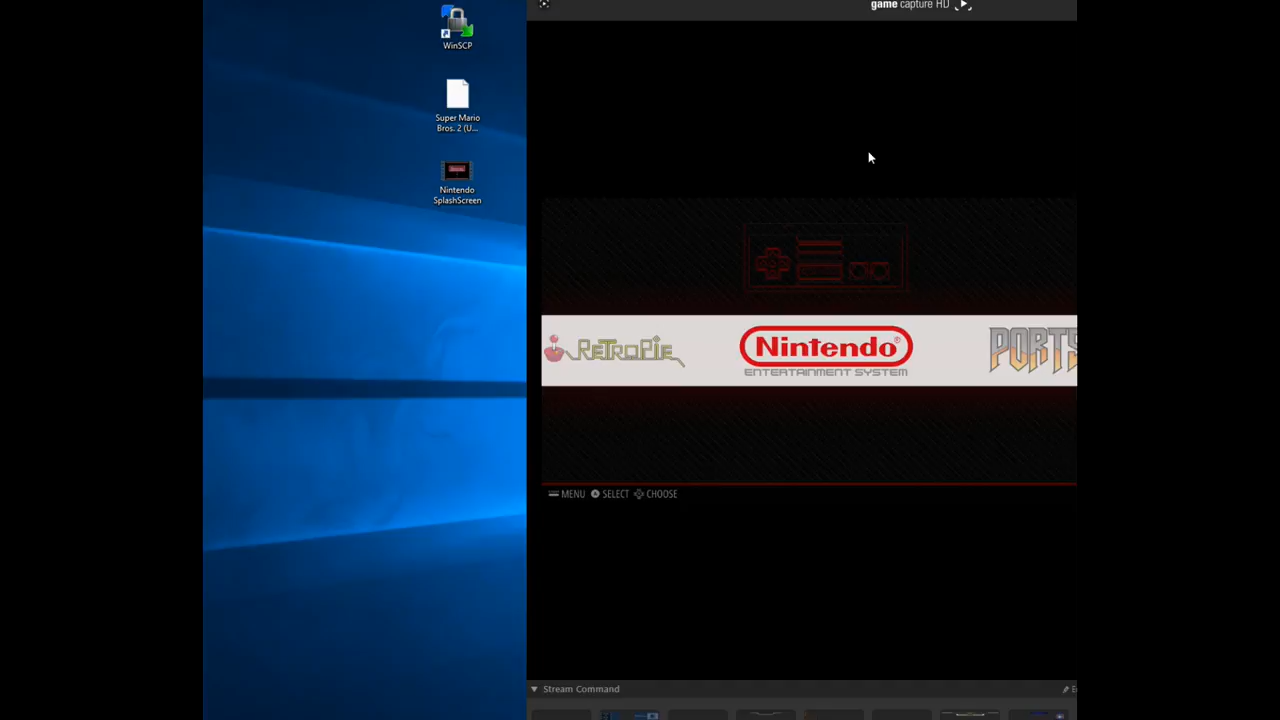 WinSCP
Super Mario
Bros. 2 (U...
Nintendo
SplashScreen
game capture HD
RETROPIE
Nintendo®
ENTERTAINMENT SYSTEM
PORTS
MENU SELECT CHOOSE
Stream Command